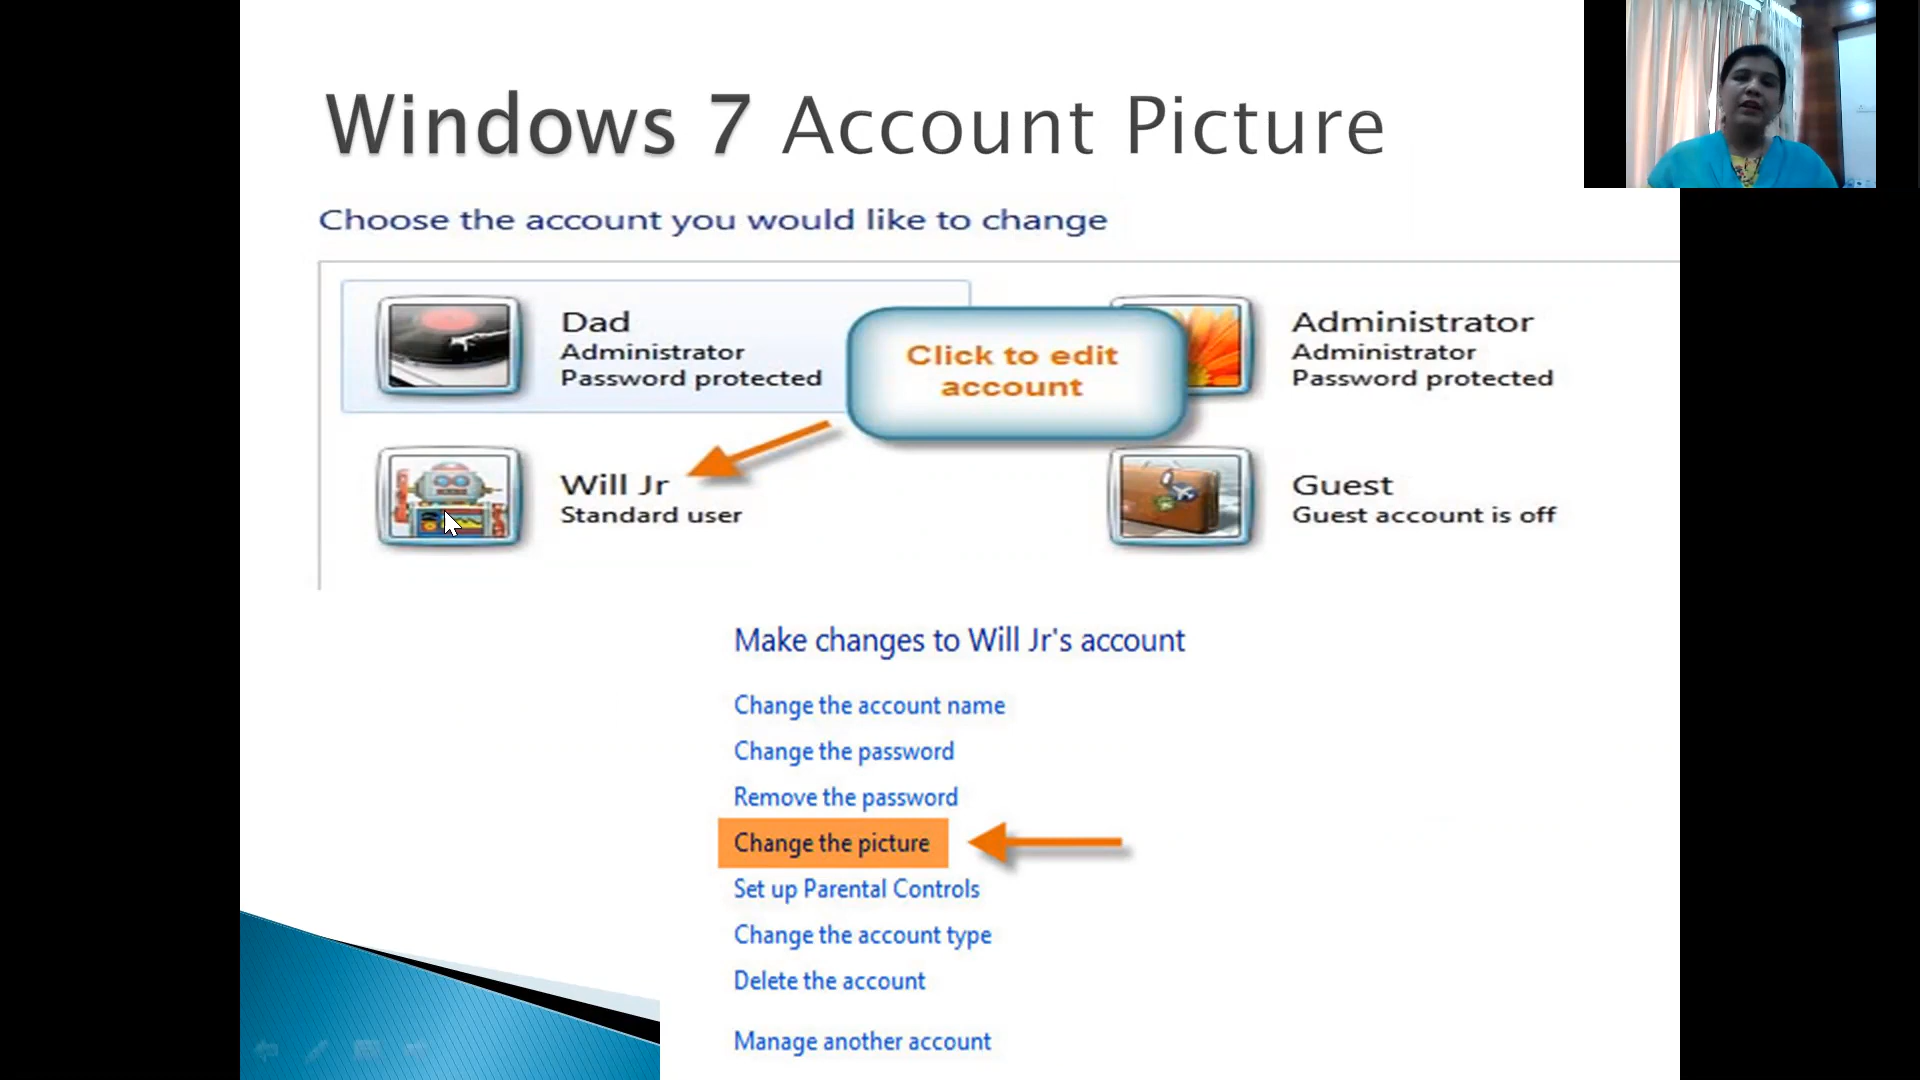 Windows 7 Account Picture
Choose the account you would like to change
Dad
Administrator
Password protected
Click to edit
account
Administrator
Administrator
Password protected
Will Jr
Standard user
Guest
Guest account is off
Make changes to Will Jr's account
Change the account name
Change the password
Remove the password
Change the picture
Set up Parental Controls
Change the account type
Delete the account
Manage another account